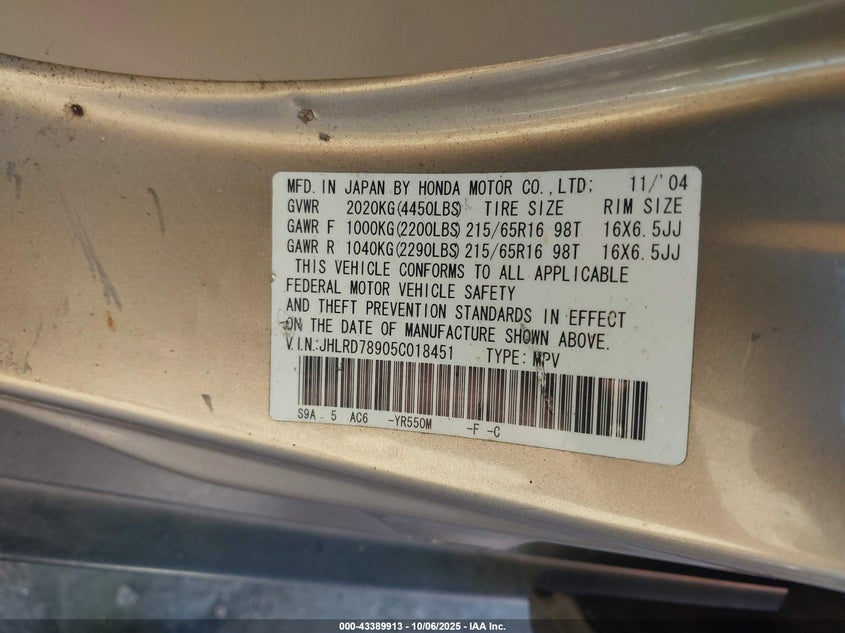 MFD. IN JAPAN BY HONDA MOTOR CO., LTD; 11/'04
GVWR 2020KG(4450LBS) TIRE SIZE RIM SIZE
GAWR F 1000KG(2200LBS) 215/65R16 98T 16X6.5JJ
GAWR R 1040KG(2290LBS) 215/65R16 98T 16X6.5JJ
THIS VEHICLE CONFORMS TO ALL APPLICABLE
FEDERAL MOTOR VEHICLE SAFETY
AND THEFT PREVENTION STANDARDS IN EFFECT
ON THE DATE OF MANUFACTURE SHOWN ABOVE.
V.I.N:JHLRD78905C018451 TYPE: MPV
S9A 5 AC6 -YR550M -F -C
000-43389913 - 10/06/2025 - IAA Inc.